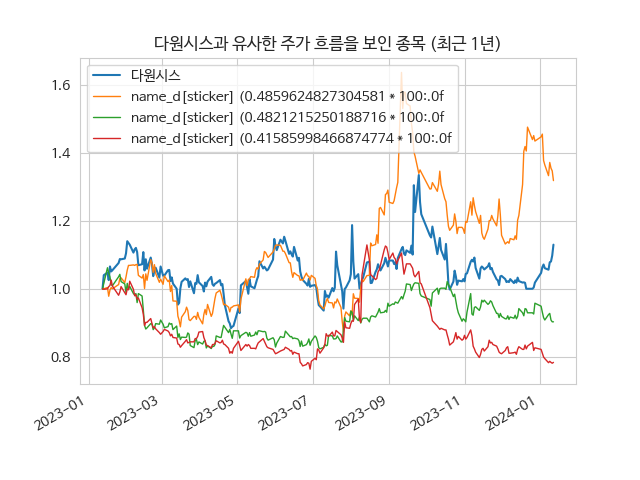 다원시스과 유사한 주가 흐름을 보인 종목 (최근 1년)
다원시스
name_d[sticker] (0.4859624827304581 * 100:.0f
name_d[sticker] (0.4821215250188716 * 100:.0f
name_d[sticker] (0.41585998466874774 * 100:.0f
1.6
1.4
1.2
1.0
0.8
2023-01
2023-03
2023-05
2023-07
2023-09
2023-11
2024-01